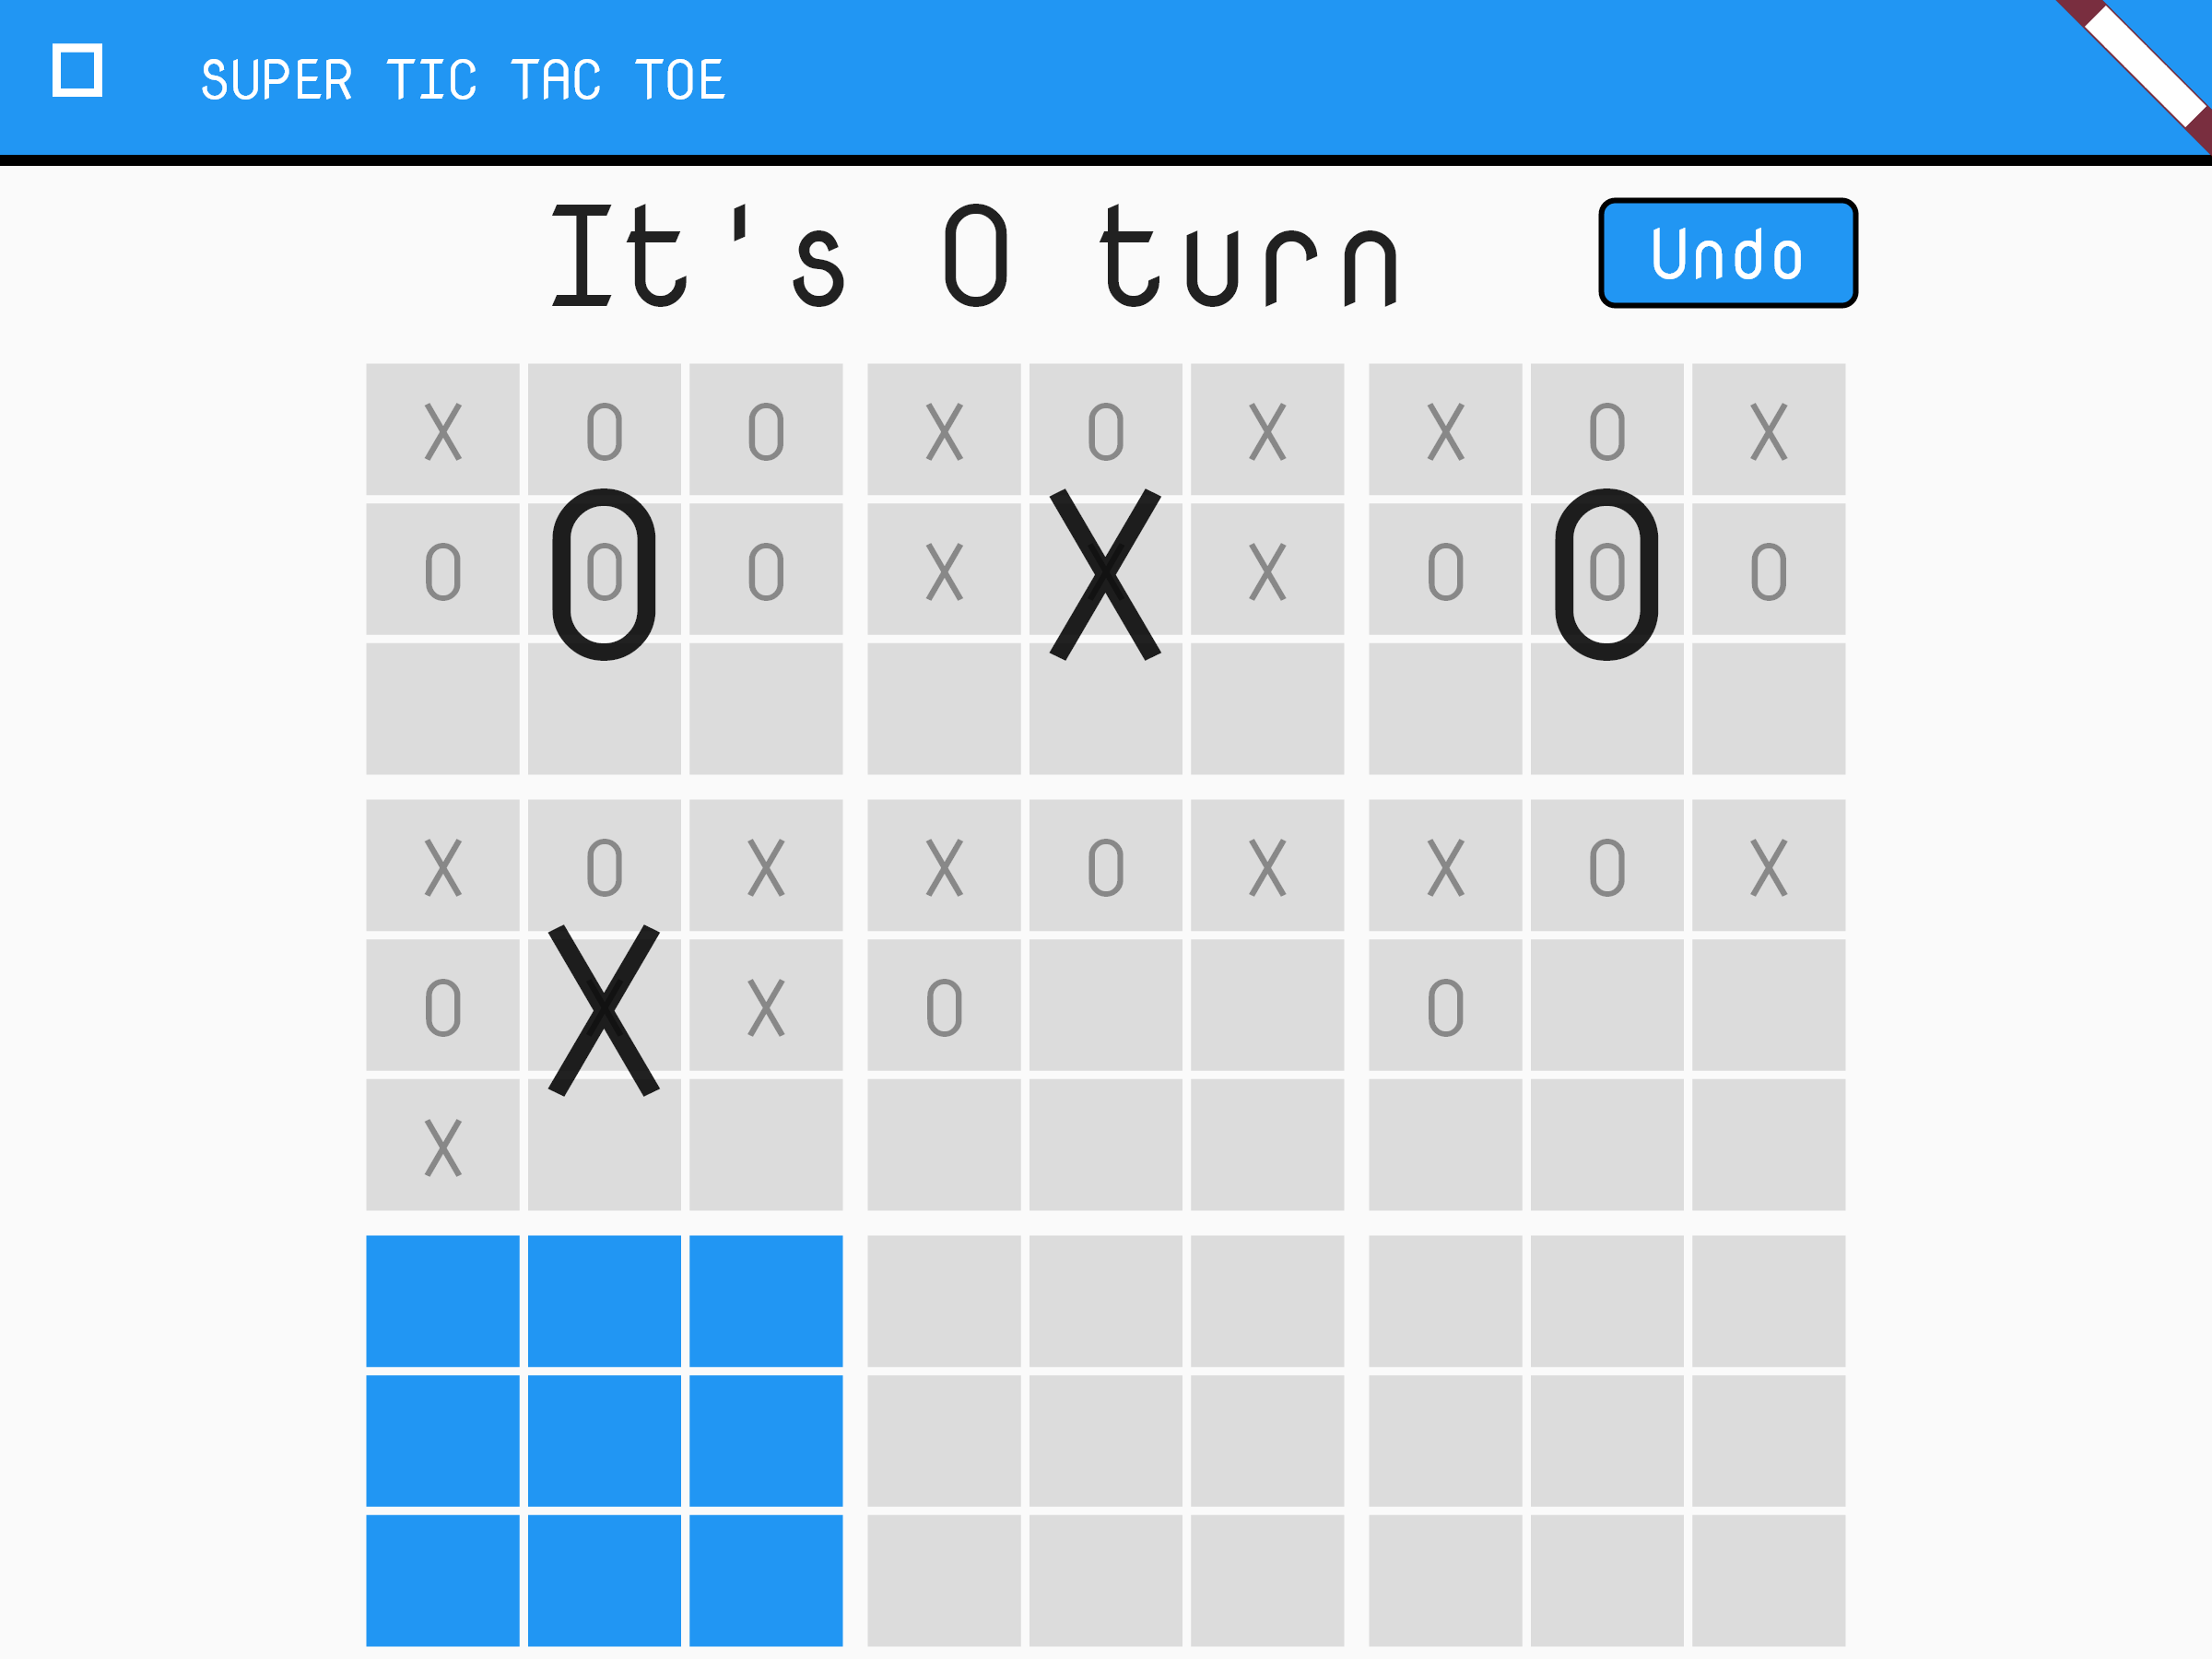 SUPER TIC TAC TOE
It's O turn
Undo
X O O X O X X O X
O O O X X X O O O
O X O
X O X X O X X O X
O X X O O
X
X